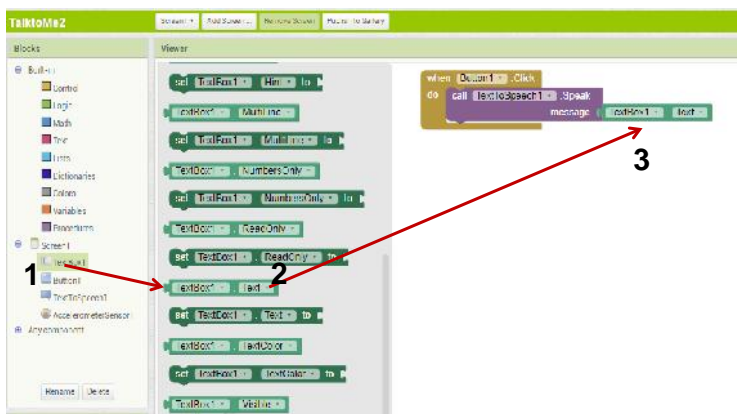 TalktoMe2
Screen1 Add Screen ... Remove Screen Publish to Gallery
Blocks
Viewer
Built-in
Control
Logic
Math
Text
Lists
Dictionaries
Colors
Variables
Procedures
Screen1
TextBox1
Button1
TextToSpeech1
AccelerometerSensor
Any component
Rename Delete
set TextBox1 . Hint to
TextBox1 . MultiLine
set TextBox1 . MultiLine to
TextBox1 . NumbersOnly
set TextBox1 . NumbersOnly to
TextBox1 . ReadOnly
set TextBox1 . ReadOnly to
TextBox1 . Text
set TextBox1 . Text to
TextBox1 . TextColor
set TextBox1 . TextColor to
TextBox1 . Visible
when Button1 .Click
do call TextToSpeech1 .Speak
message TextBox1 . Text
1
2
3